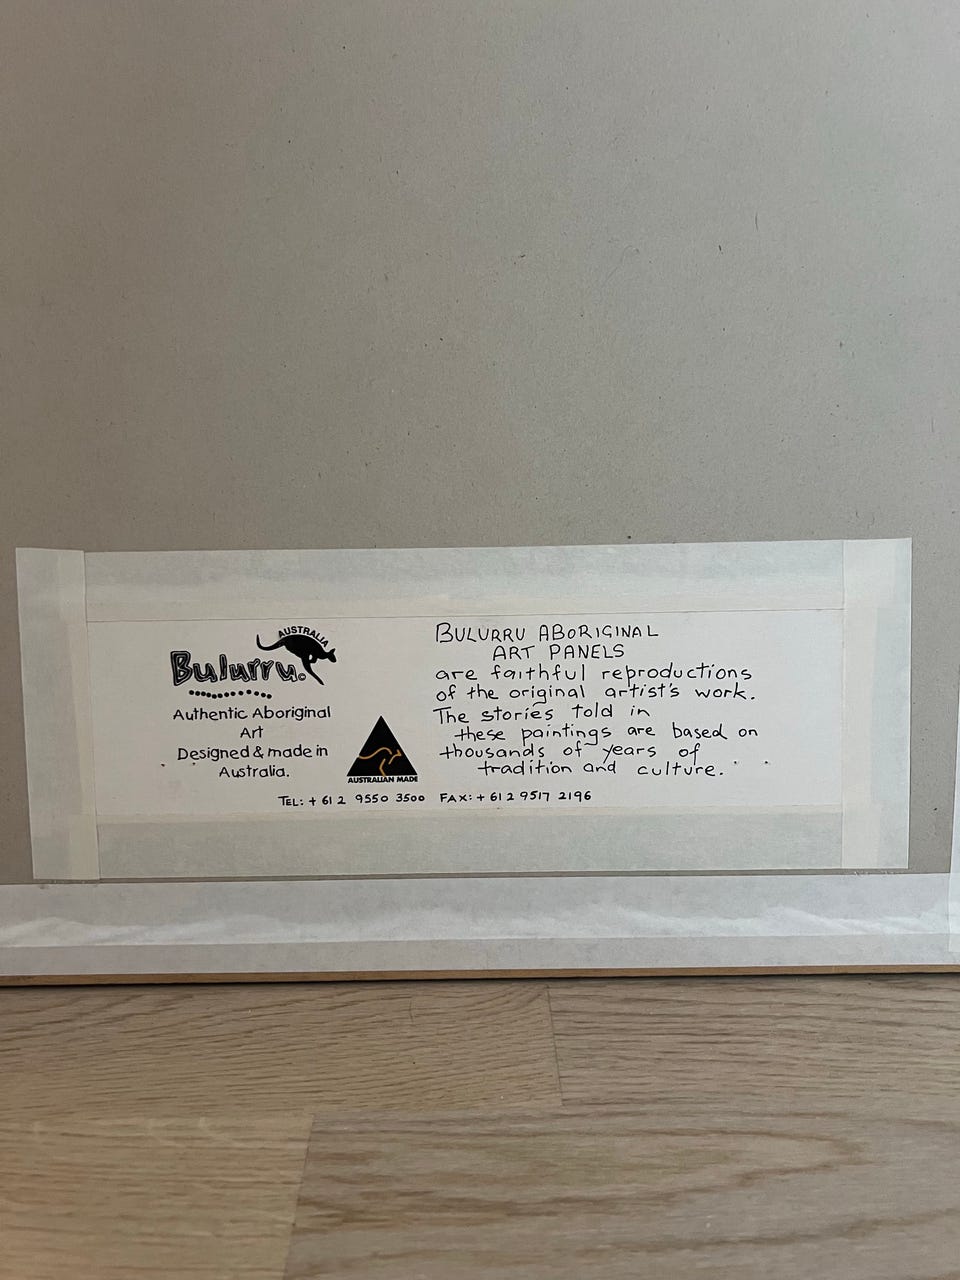 AUSTRALIA
Bulurru.
Authentic Aboriginal
Art
Designed & made in
Australia.
AUSTRALIAN MADE
BULURRU ABORIGINAL
ART PANELS
are faithful reproductions
of the original artist's work.
The stories told in
these paintings are based on
thousands of years of
tradition and culture.
TEL: + 61 2 9550 3500 FAX: + 61 2 9517 2196